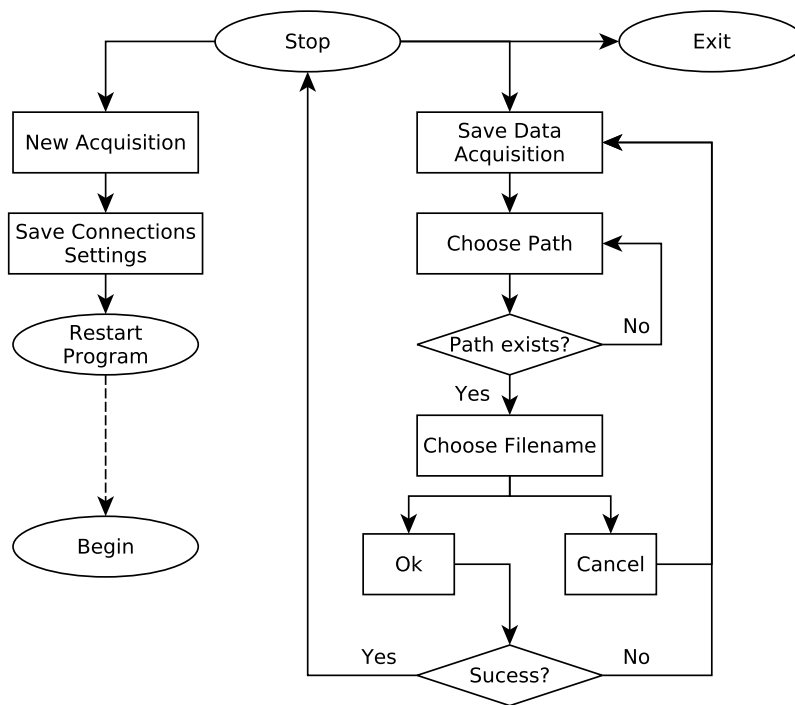 Stop
Exit
New Acquisition
Save Data
Acquisition
Save Connections
Settings
Choose Path
Restart
Program
Path exists?
No
Yes
Choose Filename
Begin
Ok
Cancel
Yes
Sucess?
No